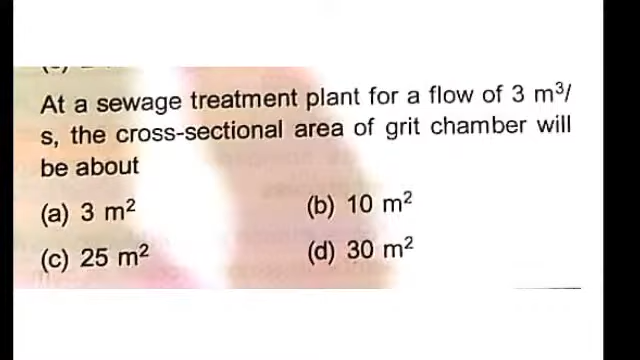 At a sewage treatment plant for a flow of 3 m³/
s, the cross-sectional area of grit chamber will
be about
(a) 3 m²
(b) 10 m²
(c) 25 m²
(d) 30 m²